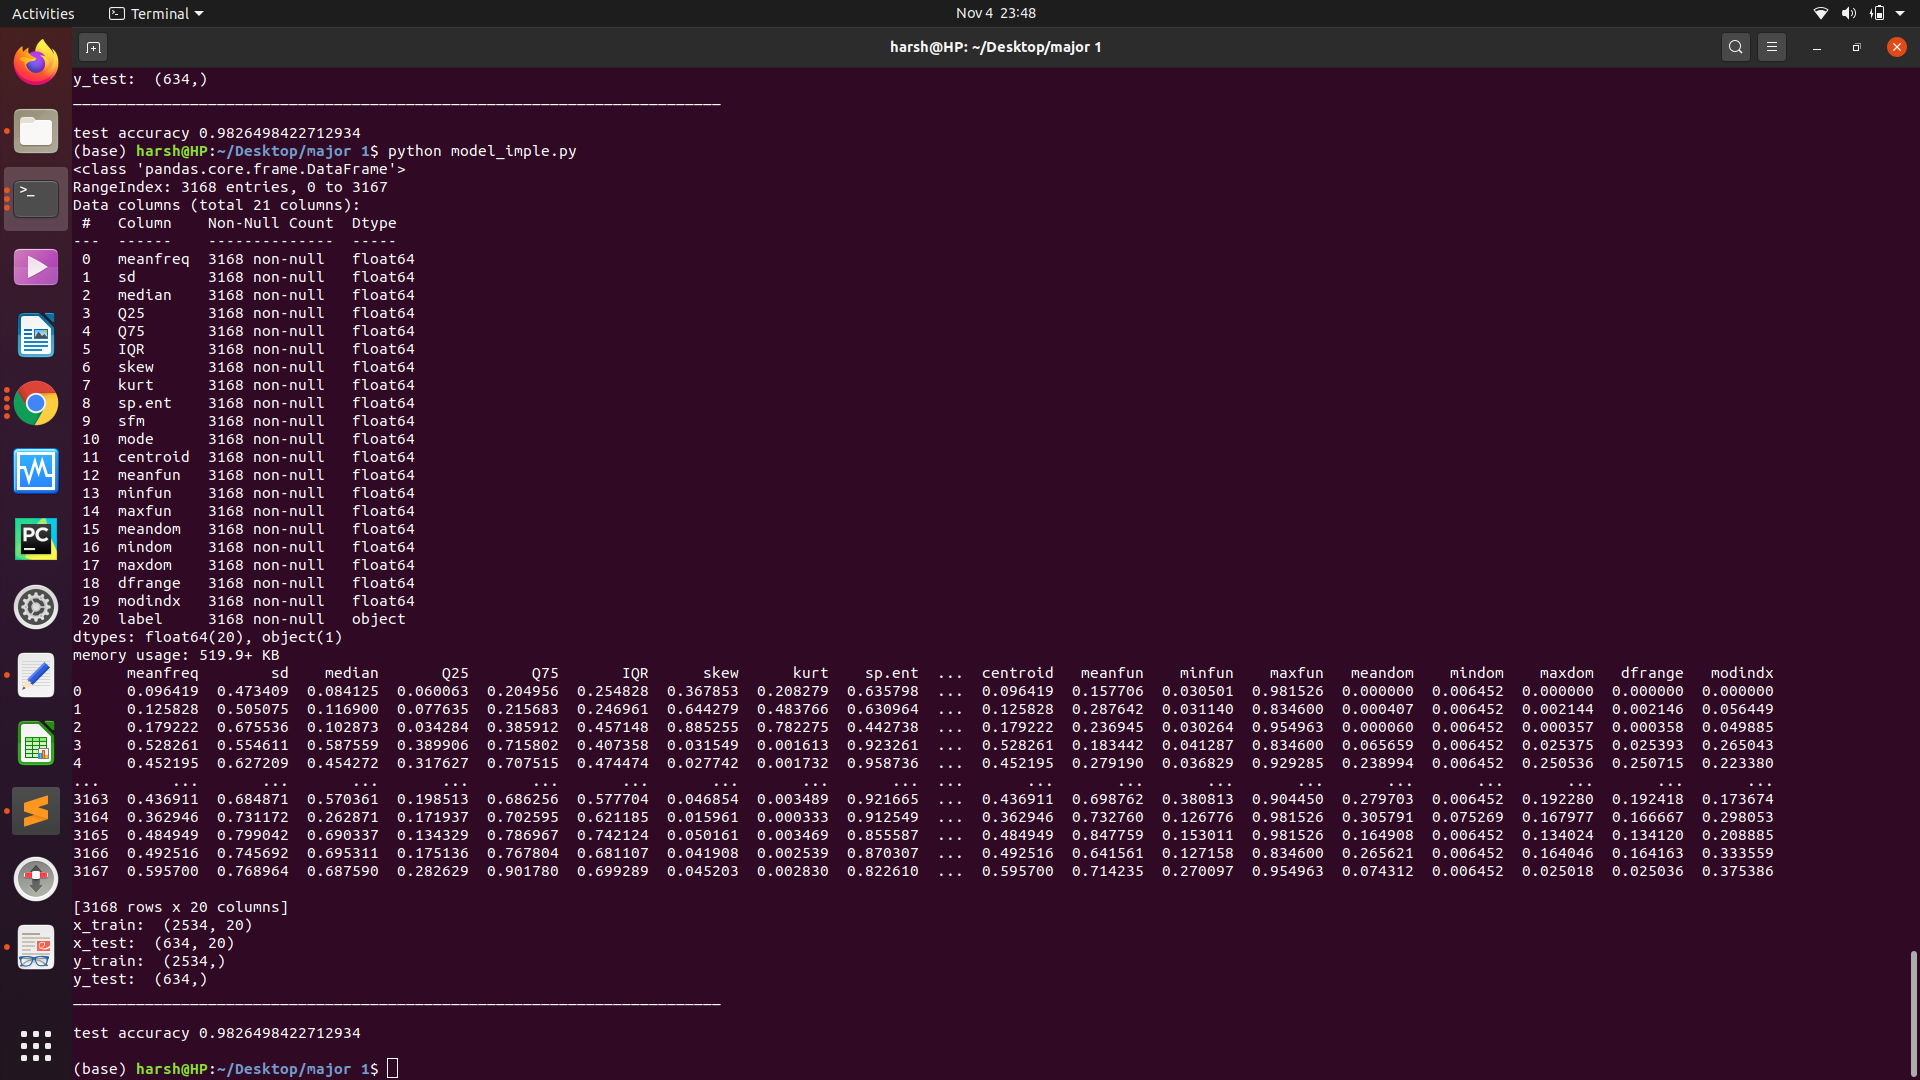 Activities Terminal Nov 4 23:48
harsh@HP: ~/Desktop/major 1
y_test:  (634,)
________________________________________________________________________
test accuracy 0.9826498422712934
(base) harsh@HP:~/Desktop/major 1$ python model_imple.py
<class 'pandas.core.frame.DataFrame'>
RangeIndex: 3168 entries, 0 to 3167
Data columns (total 21 columns):
 #   Column    Non-Null Count  Dtype
---  ------    --------------  -----
 0   meanfreq  3168 non-null   float64
 1   sd        3168 non-null   float64
 2   median    3168 non-null   float64
 3   Q25       3168 non-null   float64
 4   Q75       3168 non-null   float64
 5   IQR       3168 non-null   float64
 6   skew      3168 non-null   float64
 7   kurt      3168 non-null   float64
 8   sp.ent    3168 non-null   float64
 9   sfm       3168 non-null   float64
 10  mode      3168 non-null   float64
 11  centroid  3168 non-null   float64
 12  meanfun   3168 non-null   float64
 13  minfun    3168 non-null   float64
 14  maxfun    3168 non-null   float64
 15  meandom   3168 non-null   float64
 16  mindom    3168 non-null   float64
 17  maxdom    3168 non-null   float64
 18  dfrange   3168 non-null   float64
 19  modindx   3168 non-null   float64
 20  label     3168 non-null   object
dtypes: float64(20), object(1)
memory usage: 519.9+ KB
      meanfreq        sd    median       Q25       Q75       IQR      skew      kurt    sp.ent  ...  centroid   meanfun    minfun    maxfun   meandom    mindom    maxdom   dfrange   modindx
0     0.096419  0.473409  0.084125  0.060063  0.204956  0.254828  0.367853  0.208279  0.635798  ...  0.096419  0.157706  0.030501  0.981526  0.000000  0.006452  0.000000  0.000000  0.000000
1     0.125828  0.505075  0.116900  0.077635  0.215683  0.246961  0.644279  0.483766  0.630964  ...  0.125828  0.287642  0.031140  0.834600  0.000407  0.006452  0.002144  0.002146  0.056449
2     0.179222  0.675536  0.102873  0.034284  0.385912  0.457148  0.885255  0.782275  0.442738  ...  0.179222  0.236945  0.030264  0.954963  0.000060  0.006452  0.000357  0.000358  0.049885
3     0.528261  0.554611  0.587559  0.389906  0.715802  0.407358  0.031549  0.001613  0.923261  ...  0.528261  0.183442  0.041287  0.834600  0.065659  0.006452  0.025375  0.025393  0.265043
4     0.452195  0.627209  0.454272  0.317627  0.707515  0.474474  0.027742  0.001732  0.958736  ...  0.452195  0.279190  0.036829  0.929285  0.238994  0.006452  0.250536  0.250715  0.223380
...        ...       ...       ...       ...       ...       ...       ...       ...       ...  ...       ...       ...       ...       ...       ...       ...       ...       ...       ...
3163  0.436911  0.684871  0.570361  0.198513  0.686256  0.577704  0.046854  0.003489  0.921665  ...  0.436911  0.698762  0.380813  0.904450  0.279703  0.006452  0.192280  0.192418  0.173674
3164  0.362946  0.731172  0.262871  0.171937  0.702595  0.621185  0.015961  0.000333  0.912549  ...  0.362946  0.732760  0.126776  0.981526  0.305791  0.075269  0.167977  0.166667  0.298053
3165  0.484949  0.799042  0.690337  0.134329  0.786967  0.742124  0.050161  0.003469  0.855587  ...  0.484949  0.847759  0.153011  0.981526  0.164908  0.006452  0.134024  0.134120  0.208885
3166  0.492516  0.745692  0.695311  0.175136  0.767804  0.681107  0.041908  0.002539  0.870307  ...  0.492516  0.641561  0.127158  0.834600  0.265621  0.006452  0.164046  0.164163  0.333559
3167  0.595700  0.768964  0.687590  0.282629  0.901780  0.699289  0.045203  0.002830  0.822610  ...  0.595700  0.714235  0.270097  0.954963  0.074312  0.006452  0.025018  0.025036  0.375386
[3168 rows x 20 columns]
x_train:  (2534, 20)
x_test:  (634, 20)
y_train:  (2534,)
y_test:  (634,)
________________________________________________________________________
test accuracy 0.9826498422712934
(base) harsh@HP:~/Desktop/major 1$
PC